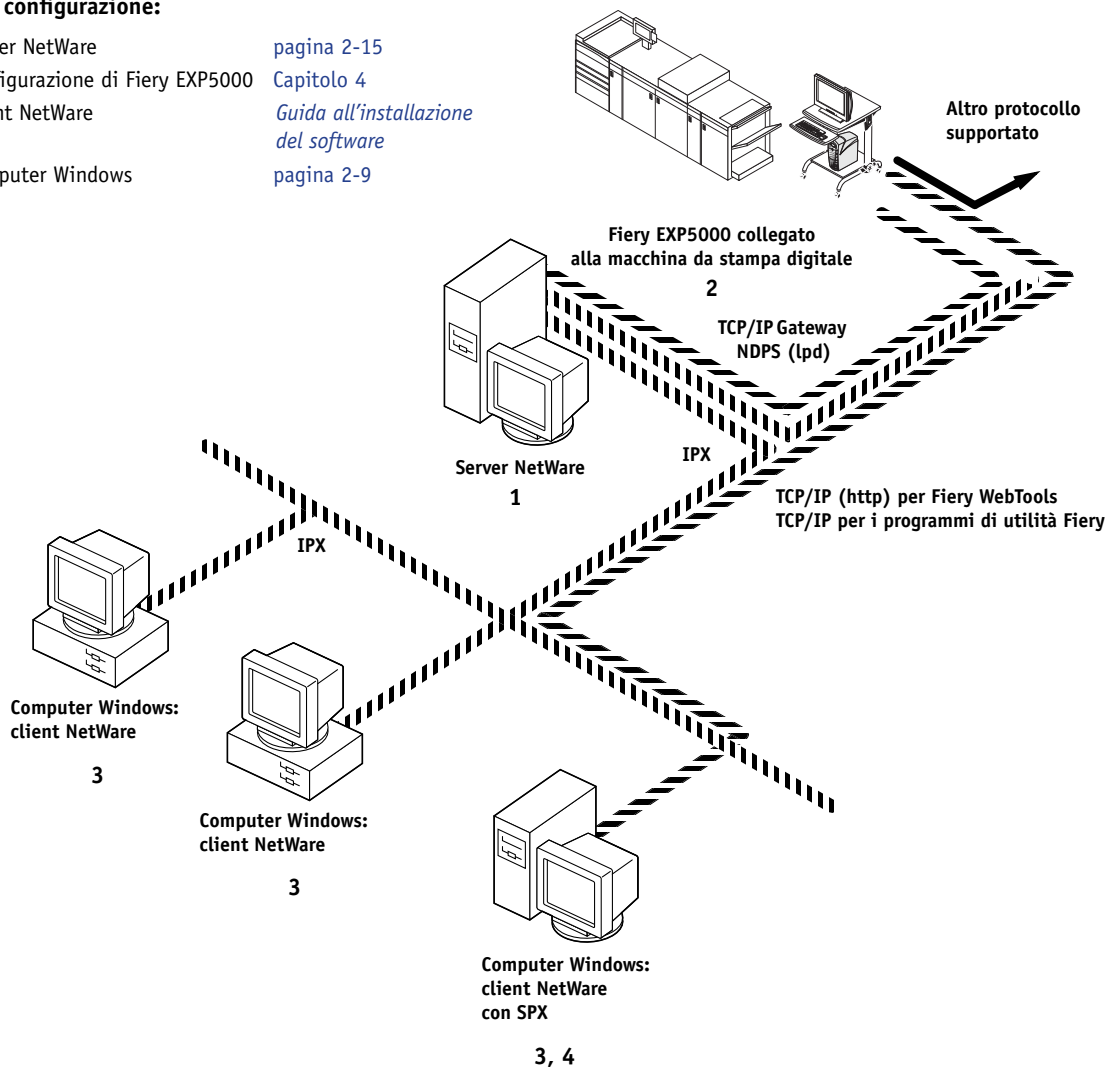 configurazione:
er NetWare pagina 2-15
figurazione di Fiery EXP5000 Capitolo 4
nt NetWare Guida all'installazione
del software
puter Windows pagina 2-9
Altro protocollo
supportato
Fiery EXP5000 collegato
alla macchina da stampa digitale
2
TCP/IP Gateway
NDPS (lpd)
IPX
Server NetWare
1
TCP/IP (http) per Fiery WebTools
TCP/IP per i programmi di utilità Fiery
IPX
Computer Windows:
client NetWare
3
Computer Windows:
client NetWare
3
Computer Windows:
client NetWare
con SPX
3, 4